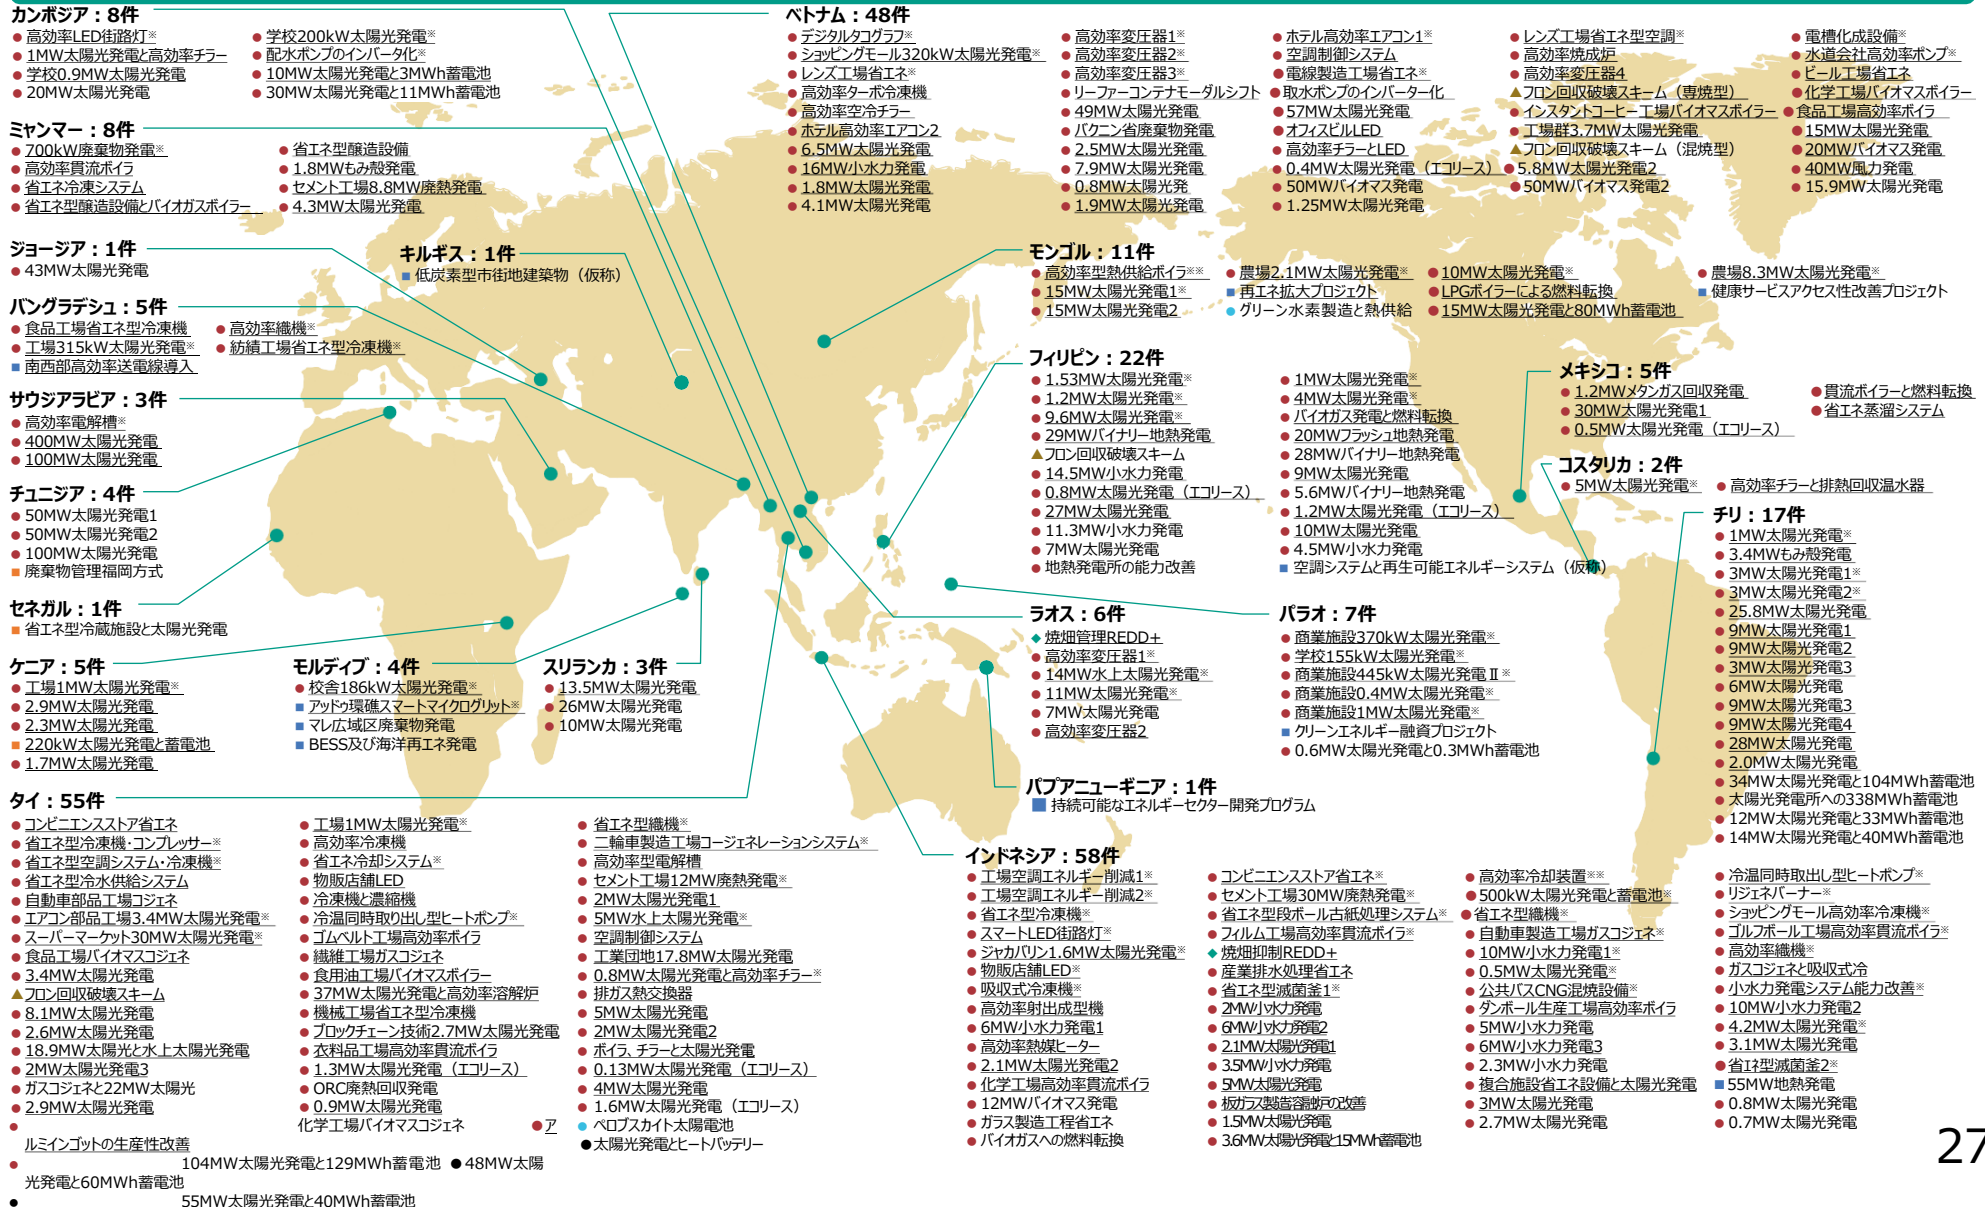 カンボジア：8件
● 高効率LED街路灯※
● 1MW太陽光発電と高効率チラー
● 学校0.9MW太陽光発電
● 20MW太陽光発電
● 学校200kW太陽光発電※
● 配水ポンプのインバータ化※
● 10MW太陽光発電と3MWh蓄電池
● 30MW太陽光発電と11MWh蓄電池
ミャンマー：8件
● 700kW廃棄物発電※
● 高効率貫流ボイラ
● 省エネ冷凍システム
● 省エネ型醸造設備とバイオガスボイラー
● 省エネ型醸造設備
● 1.8MWもみ殻発電
● セメント工場8.8MW廃熱発電
● 4.3MW太陽光発電
ジョージア：1件
● 43MW太陽光発電
キルギス：1件
■ 低炭素型市街地建築物（仮称）
バングラデシュ：5件
● 食品工場省エネ型冷凍機
● 工場315kW太陽光発電※
■ 南西部高効率送電線導入
● 高効率織機※
● 紡績工場省エネ型冷凍機※
サウジアラビア：3件
● 高効率電解槽※
● 400MW太陽光発電
● 100MW太陽光発電
チュニジア：4件
● 50MW太陽光発電1
● 50MW太陽光発電2
● 100MW太陽光発電
■ 廃棄物管理福岡方式
セネガル：1件
■ 省エネ型冷蔵施設と太陽光発電
ケニア：5件
● 工場1MW太陽光発電※
● 2.9MW太陽光発電
● 2.3MW太陽光発電
■ 220kW太陽光発電と蓄電池
● 1.7MW太陽光発電
モルディブ：4件
● 校舎186kW太陽光発電※
■ アッドゥ環礁スマートマイクログリット※
■ マレ広域区廃棄物発電
■ BESS及び海洋再エネ発電
スリランカ：3件
● 13.5MW太陽光発電
● 26MW太陽光発電
● 10MW太陽光発電
ベトナム：48件
● デジタルタコグラフ※
● ショッピングモール320kW太陽光発電※
● レンズ工場省エネ※
● 高効率ターボ冷凍機
● 高効率空冷チラー
● ホテル高効率エアコン2
● 6.5MW太陽光発電
● 16MW小水力発電
● 1.8MW太陽光発電
● 4.1MW太陽光発電
● 高効率変圧器1※
● 高効率変圧器2※
● 高効率変圧器3※
● リーファーコンテナモーダルシフト
● 49MW太陽光発電
● バクニン省廃棄物発電
● 2.5MW太陽光発電
● 7.9MW太陽光発電
● 0.8MW太陽光発
● 1.9MW太陽光発電
● ホテル高効率エアコン1※
● 空調制御システム
● 電線製造工場省エネ※
● 取水ポンプのインバーター化
● 57MW太陽光発電
● オフィスビルLED
● 高効率チラーとLED
● 0.4MW太陽光発電（エコリース）
● 50MWバイオマス発電
● 1.25MW太陽光発電
● レンズ工場省エネ型空調※
● 高効率焼成炉
● 高効率変圧器4
▲ フロン回収破壊スキーム（専焼型）
● インスタントコーヒー工場バイオマスボイラー
● 工場群3.7MW太陽光発電
▲ フロン回収破壊スキーム（混焼型）
● 5.8MW太陽光発電2
● 50MWバイオマス発電2
● 電槽化成設備※
● 水道会社高効率ポンプ※
● ビール工場省エネ
● 化学工場バイオマスボイラー
● 食品工場高効率ボイラ
● 15MW太陽光発電
● 20MWバイオマス発電
● 40MW風力発電
● 15.9MW太陽光発電
モンゴル：11件
● 高効率型熱供給ボイラ※※
● 15MW太陽光発電1※
● 15MW太陽光発電2
● 農場2.1MW太陽光発電※
■ 再エネ拡大プロジェクト
● グリーン水素製造と熱供給
● 10MW太陽光発電※
● LPGボイラーによる燃料転換
● 15MW太陽光発電と80MWh蓄電池
● 農場8.3MW太陽光発電※
■ 健康サービスアクセス性改善プロジェクト
フィリピン：22件
● 1.53MW太陽光発電※
● 1.2MW太陽光発電※
● 9.6MW太陽光発電※
● 29MWバイナリー地熱発電
▲ フロン回収破壊スキーム
● 14.5MW小水力発電
● 0.8MW太陽光発電（エコリース）
● 27MW太陽光発電
● 11.3MW小水力発電
● 7MW太陽光発電
● 地熱発電所の能力改善
● 1MW太陽光発電※
● 4MW太陽光発電※
● バイオガス発電と燃料転換
● 20MWフラッシュ地熱発電
● 28MWバイナリー地熱発電
● 9MW太陽光発電
● 5.6MWバイナリー地熱発電
● 1.2MW太陽光発電（エコリース）
● 10MW太陽光発電
● 4.5MW小水力発電
■ 空調システムと再生可能エネルギーシステム（仮称）
メキシコ：5件
● 1.2MWメタンガス回収発電
● 30MW太陽光発電1
● 0.5MW太陽光発電（エコリース）
● 貫流ボイラーと燃料転換
● 省エネ蒸溜システム
コスタリカ：2件
● 5MW太陽光発電※
● 高効率チラーと排熱回収温水器
チリ：17件
● 1MW太陽光発電※
● 3.4MWもみ殻発電
● 3MW太陽光発電1※
● 3MW太陽光発電2※
● 25.8MW太陽光発電
● 9MW太陽光発電1
● 9MW太陽光発電2
● 3MW太陽光発電3
● 6MW太陽光発電
● 9MW太陽光発電3
● 9MW太陽光発電4
● 28MW太陽光発電
● 2.0MW太陽光発電
● 34MW太陽光発電と104MWh蓄電池
● 太陽光発電所への338MWh蓄電池
● 12MW太陽光発電と33MWh蓄電池
● 14MW太陽光発電と40MWh蓄電池
ラオス：6件
◆ 焼畑管理REDD+
● 高効率変圧器1※
● 14MW水上太陽光発電※
● 11MW太陽光発電※
● 7MW太陽光発電
● 高効率変圧器2
パラオ：7件
● 商業施設370kW太陽光発電※
● 学校155kW太陽光発電※
● 商業施設445kW太陽光発電Ⅱ※
● 商業施設0.4MW太陽光発電※
● 商業施設1MW太陽光発電※
■ クリーンエネルギー融資プロジェクト
● 0.6MW太陽光発電と0.3MWh蓄電池
パプアニューギニア：1件
■ 持続可能なエネルギーセクター開発プログラム
タイ：55件
● コンビニエンスストア省エネ
● 省エネ型冷凍機・コンプレッサー※
● 省エネ型空調システム・冷凍機※
● 省エネ型冷水供給システム
● 自動車部品工場コジェネ
● エアコン部品工場3.4MW太陽光発電※
● スーパーマーケット30MW太陽光発電※
● 食品工場バイオマスコジェネ
● 3.4MW太陽光発電
▲ フロン回収破壊スキーム
● 8.1MW太陽光発電
● 2.6MW太陽光発電
● 18.9MW太陽光と水上太陽光発電
● 2MW太陽光発電3
● ガスコジェネと22MW太陽光
● 2.9MW太陽光発電
● 工場1MW太陽光発電※
● 高効率冷凍機
● 省エネ冷却システム※
● 物販店舗LED
● 冷凍機と濃縮機
● 冷温同時取り出し型ヒートポンプ※
● ゴムベルト工場高効率ボイラ
● 繊維工場ガスコジェネ
● 食用油工場バイオマスボイラー
● 37MW太陽光発電と高効率溶解炉
● 機械工場省エネ型冷凍機
● ブロックチェーン技術2.7MW太陽光発電
● 衣料品工場高効率貫流ボイラ
● 1.3MW太陽光発電（エコリース）
● ORC廃熱回収発電
● 0.9MW太陽光発電
● 化学工場バイオマスコジェネ ● ア
ルミインゴットの生産性改善
● 104MW太陽光発電と129MWh蓄電池 ● 48MW太陽
光発電と60MWh蓄電池
● 55MW太陽光発電と40MWh蓄電池
● 省エネ型織機※
● 二輪車製造工場コージェネレーションシステム※
● 高効率型電解槽
● セメント工場12MW廃熱発電※
● 2MW太陽光発電1
● 5MW水上太陽光発電※
● 空調制御システム
● 工業団地17.8MW太陽光発電
● 0.8MW太陽光発電と高効率チラー※
● 排ガス熱交換器
● 5MW太陽光発電
● 2MW太陽光発電2
● ボイラ、チラーと太陽光発電
● 0.13MW太陽光発電（エコリース）
● 4MW太陽光発電
● 1.6MW太陽光発電（エコリース）
● ペロブスカイト太陽電池
● 太陽光発電とヒートバッテリー
インドネシア：58件
● 工場空調エネルギー削減1※
● 工場空調エネルギー削減2※
● 省エネ型冷凍機※
● スマートLED街路灯※
● ジャカバリン1.6MW太陽光発電※
● 物販店舗LED※
● 吸収式冷凍機※
● 高効率射出成型機
● 6MW小水力発電1
● 高効率熱媒ヒーター
● 2.1MW太陽光発電2
● 化学工場高効率貫流ボイラ
● 12MWバイオマス発電
● ガラス製造工程省エネ
● バイオガスへの燃料転換
● コンビニエンスストア省エネ※
● セメント工場30MW廃熱発電※
● 省エネ型段ボール古紙処理システム※
● フィルム工場高効率貫流ボイラ※
◆ 焼畑抑制REDD+
● 産業排水処理省エネ
● 省エネ型滅菌釜1※
● 2MW小水力発電
● 6MW小水力発電2
● 2.1MW太陽光発電1
● 3.5MW小水力発電
● 5MW太陽光発電
● 板ガラス製造溶融炉の改善
● 1.5MW太陽光発電
● 3.6MW太陽光発電と15MWh蓄電池
● 高効率冷却装置※※
● 500kW太陽光発電と蓄電池※
● 省エネ型織機※
● 自動車製造工場ガスコジェネ※
● 10MW小水力発電1※
● 0.5MW太陽光発電※
● 公共バスCNG混焼設備※
● ダンボール生産工場高効率ボイラ
● 5MW小水力発電
● 6MW小水力発電3
● 2.3MW小水力発電
● 複合施設省エネ設備と太陽光発電
● 3MW太陽光発電
● 2.7MW太陽光発電
● 冷温同時取出し型ヒートポンプ※
● リジェネバーナー※
● ショッピングモール高効率冷凍機※
● ゴルフボール工場高効率貫流ボイラ※
● 高効率織機※
● ガスコジェネと吸収式冷
● 小水力発電システム能力改善※
● 10MW小水力発電2
● 4.2MW太陽光発電※
● 3.1MW太陽光発電
● 省エネ型滅菌釜2※
■ 55MW地熱発電
● 0.8MW太陽光発電
● 0.7MW太陽光発電
27